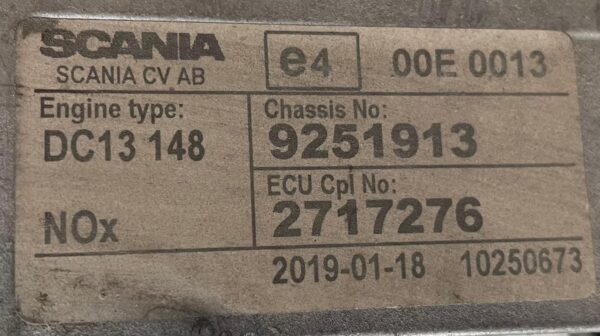 SCANIA e4 00E 0013
SCANIA CV AB
Engine type:
DC13 148
Chassis No:
9251913
ECU Cpl No:
2717276
NOx
2019-01-18 10250673